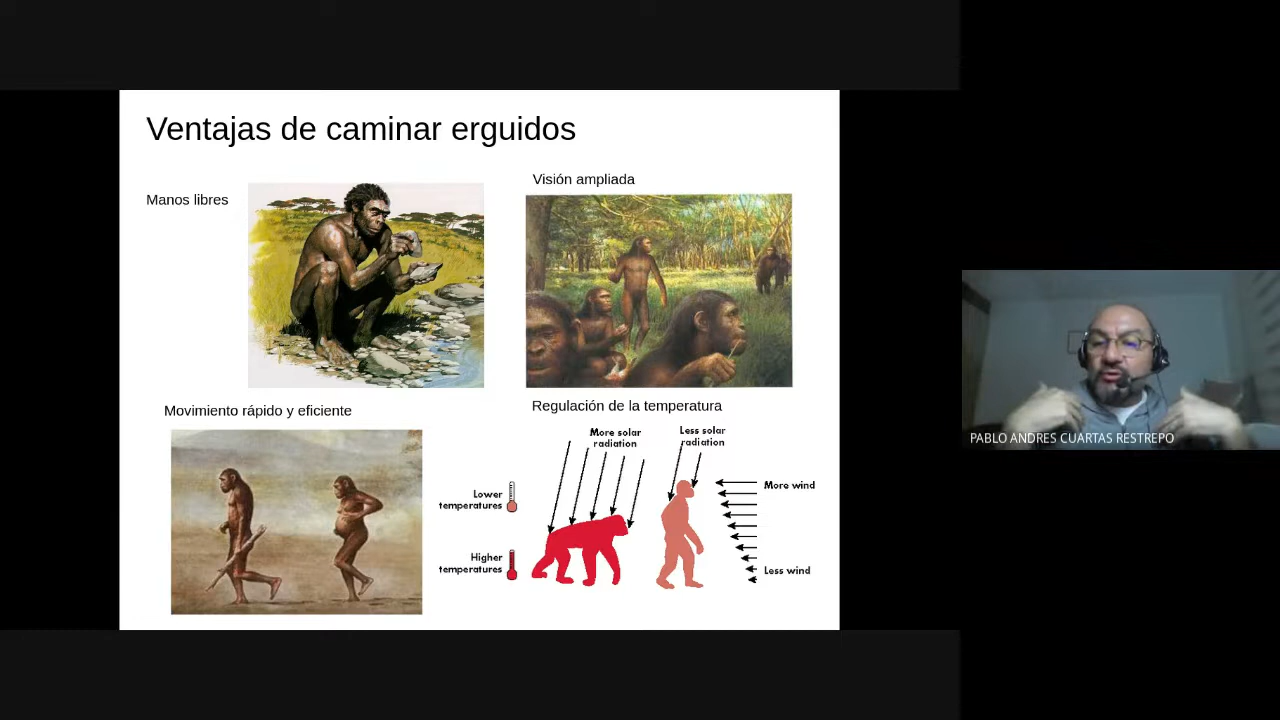 Ventajas de caminar erguidos
Manos libres
Visión ampliada
Movimiento rápido y eficiente
Regulación de la temperatura
More solar
radiation
Less solar
radiation
Lower
temperatures
Higher
temperatures
More wind
Less wind
PABLO ANDRES CUARTAS RESTREPO